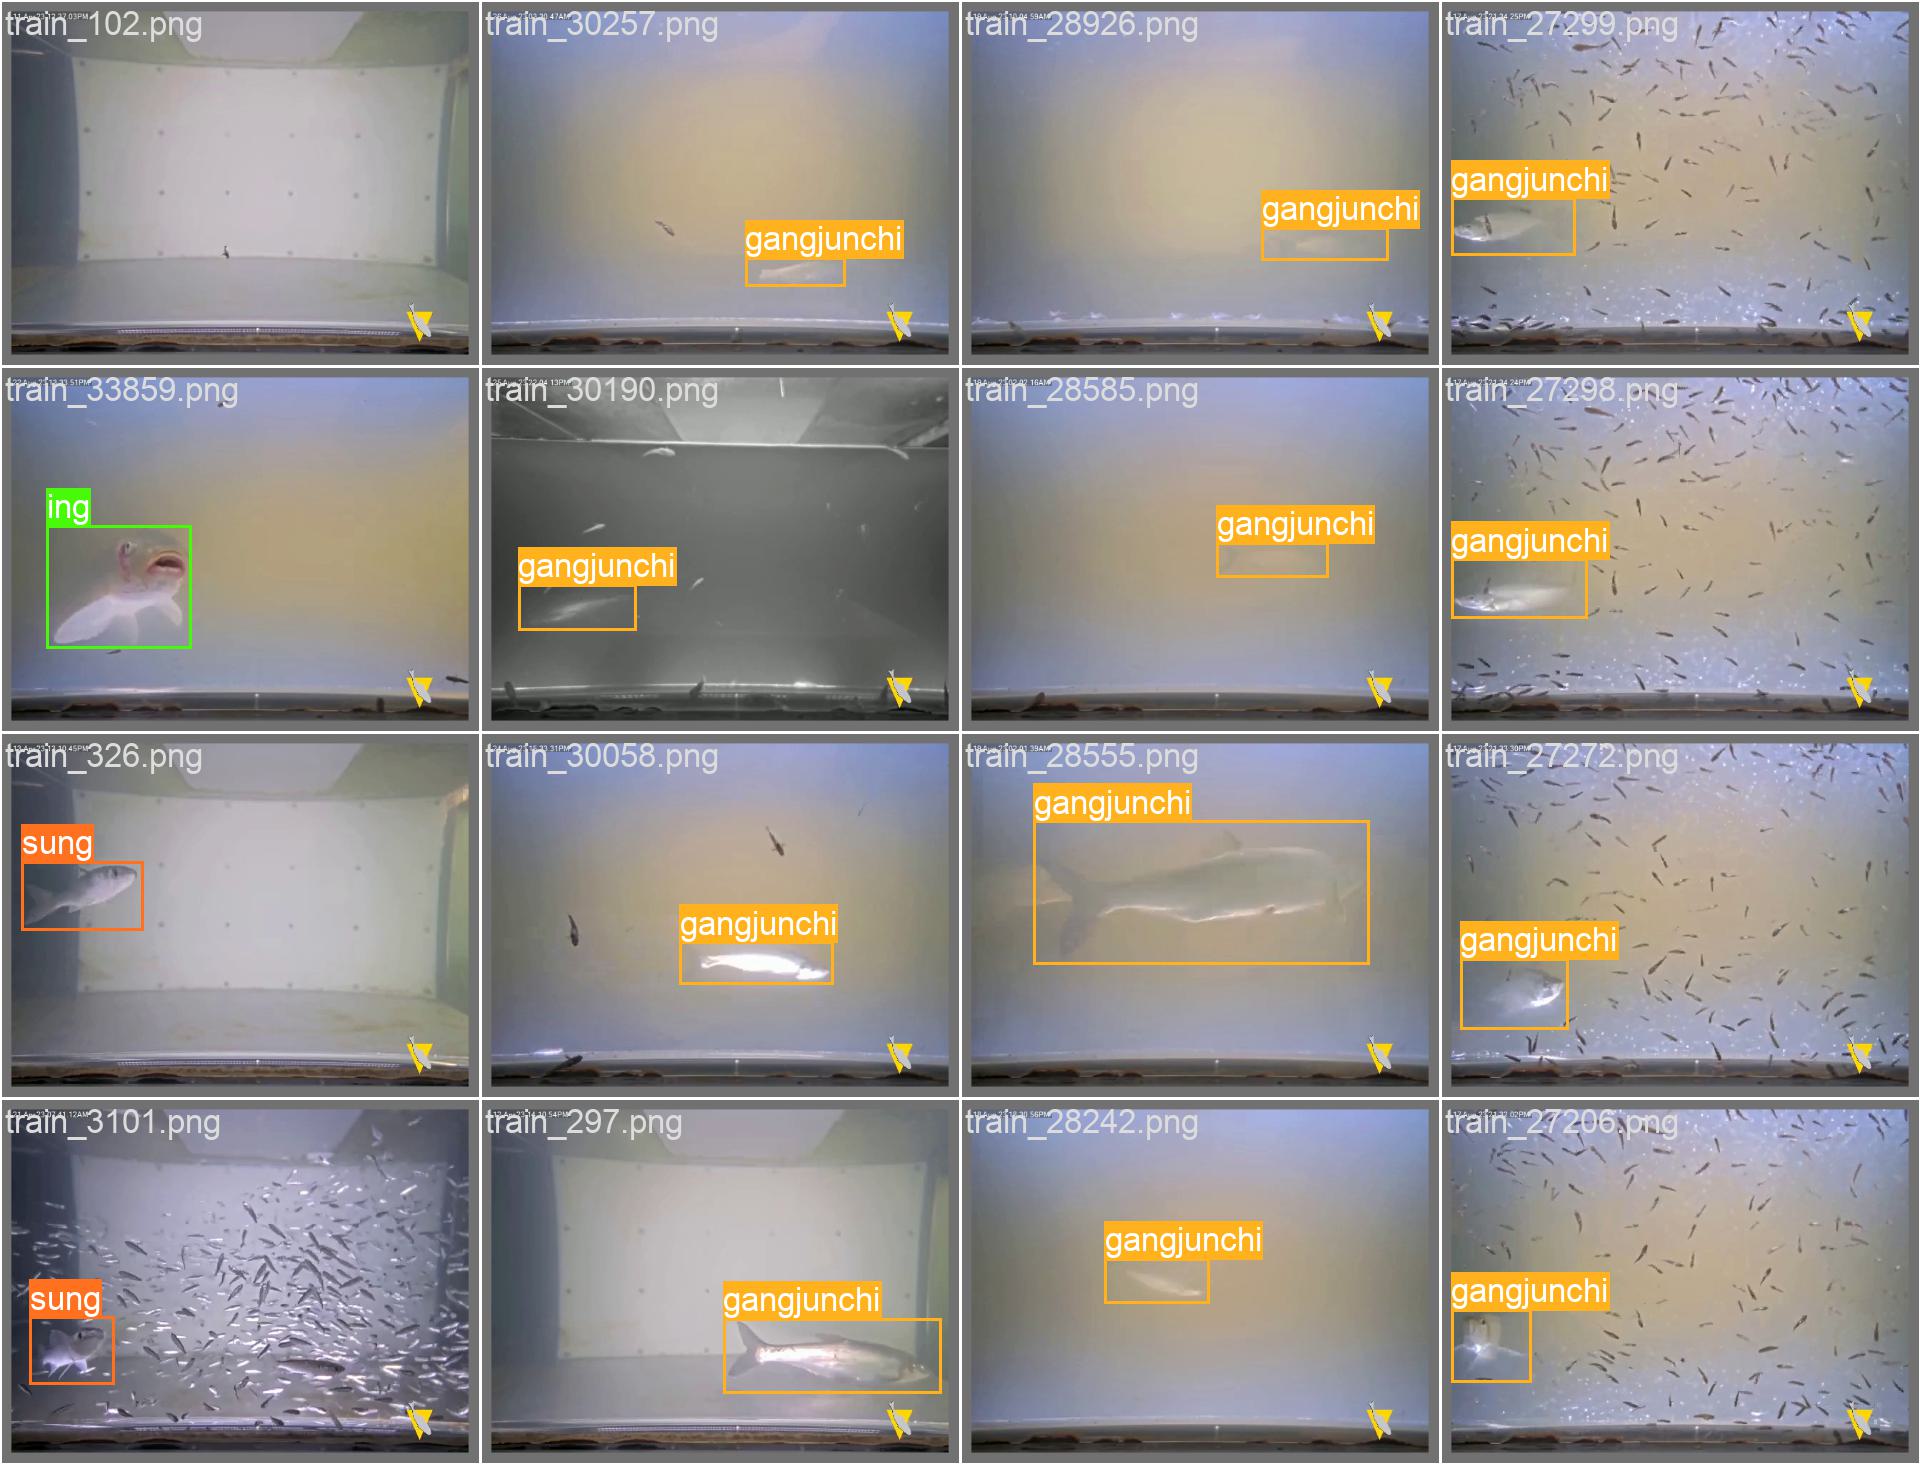 train_102.png
train_30257.png
gangjunchi
train_28926.png
gangjunchi
train_27299.png
gangjunchi
train_33859.png
ing
train_30190.png
gangjunchi
train_28585.png
gangjunchi
train_27298.png
gangjunchi
train_326.png
sung
train_30058.png
gangjunchi
train_28555.png
gangjunchi
train_27272.png
gangjunchi
train_3101.png
sung
train_297.png
gangjunchi
train_28242.png
gangjunchi
train_27206.png
gangjunchi